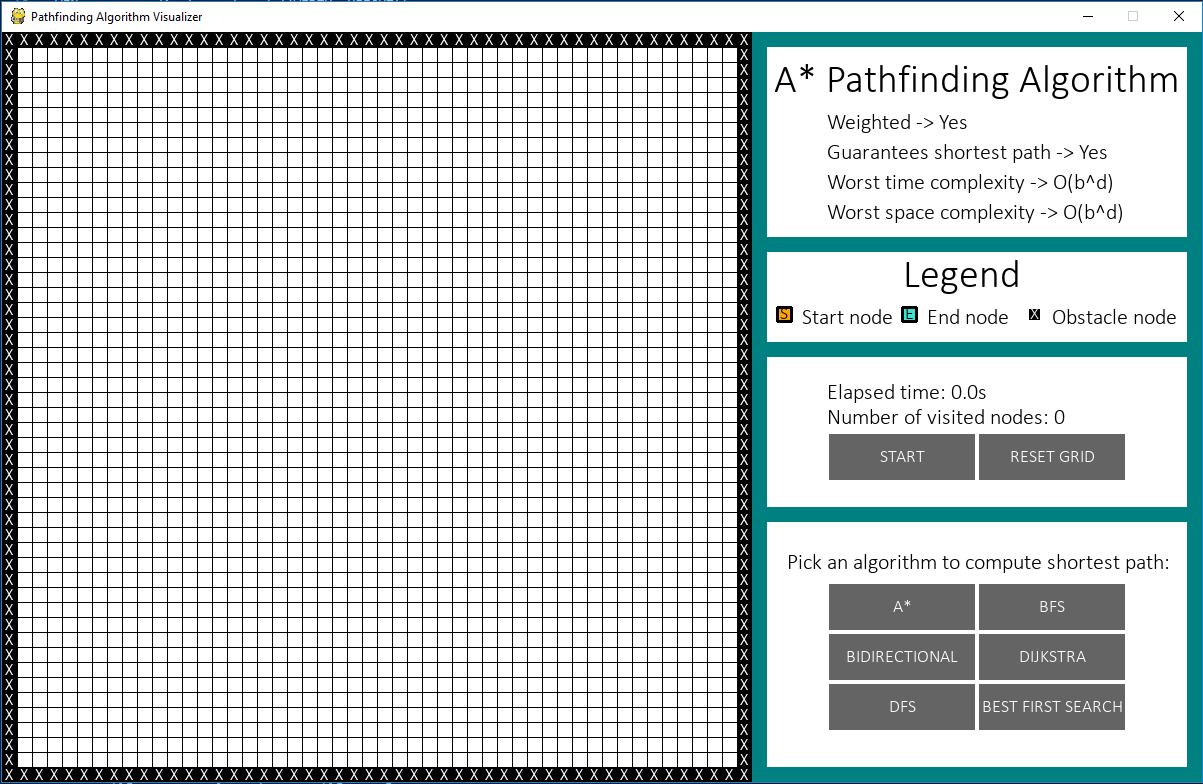 Pathfinding Algorithm Visualizer
X X X X X X X X X X X X X X X X X X X X X X X X X X X X X X X X X X X X X X X X X X X X X X X X X X
A* Pathfinding Algorithm
Weighted -> Yes
Guarantees shortest path -> Yes
Worst time complexity -> O(b^d)
Worst space complexity -> O(b^d)
Legend
S Start node E End node X Obstacle node
Elapsed time: 0.0s
Number of visited nodes: 0
START RESET GRID
Pick an algorithm to compute shortest path:
A* BFS
BIDIRECTIONAL DIJKSTRA
DFS BEST FIRST SEARCH